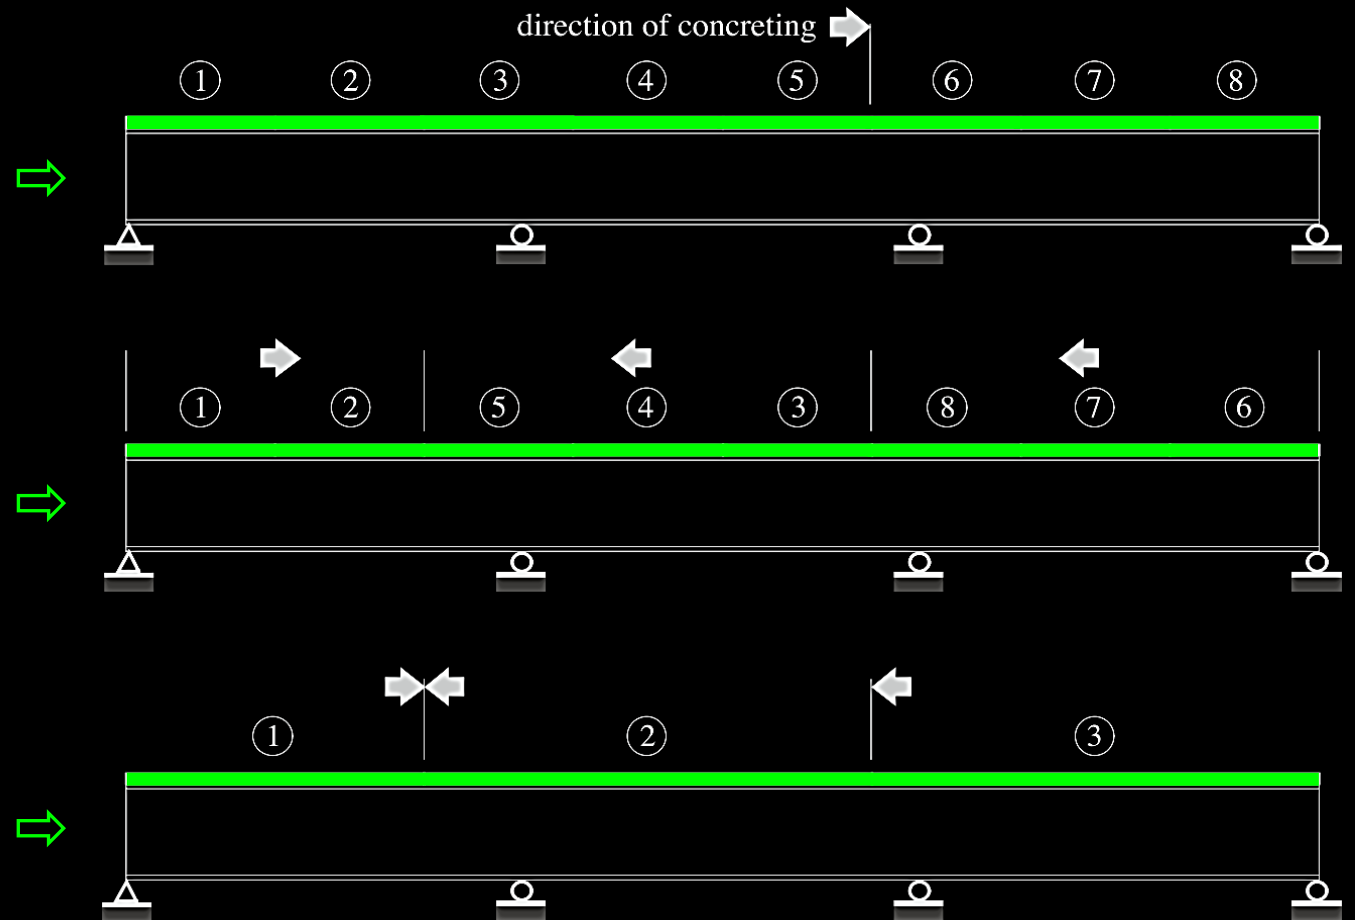 direction of concreting
① ② ③ ④ ⑤ ⑥ ⑦ ⑧
① ② ⑤ ④ ③ ⑧ ⑦ ⑥
① ② ③